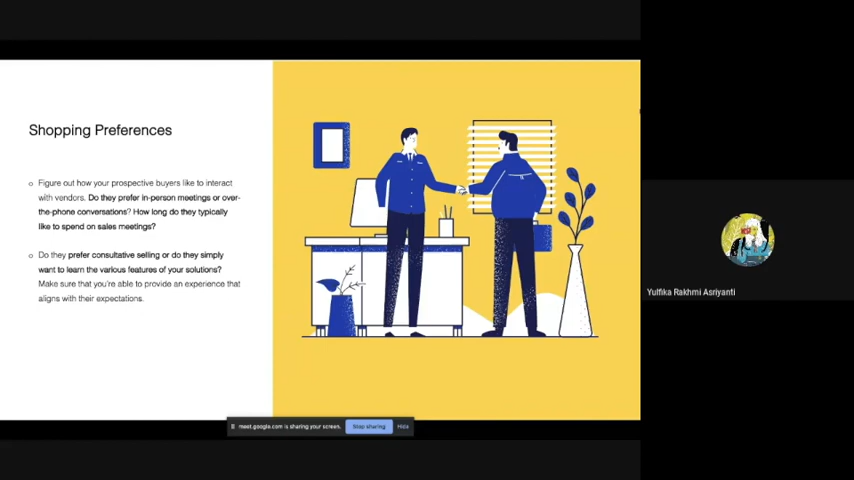 Shopping Preferences
Figure out how your prospective buyers like to interact
with vendors. Do they prefer in-person meetings or over-
the-phone conversations? How long do they typically
like to spend on sales meetings?
Do they prefer consultative selling or do they simply
want to learn the various features of your solutions?
Make sure that you're able to provide an experience that
aligns with their expectations.
Yulfika Rakhmi Asriyanti
meet.google.com is sharing your screen.
Stop sharing
Hide